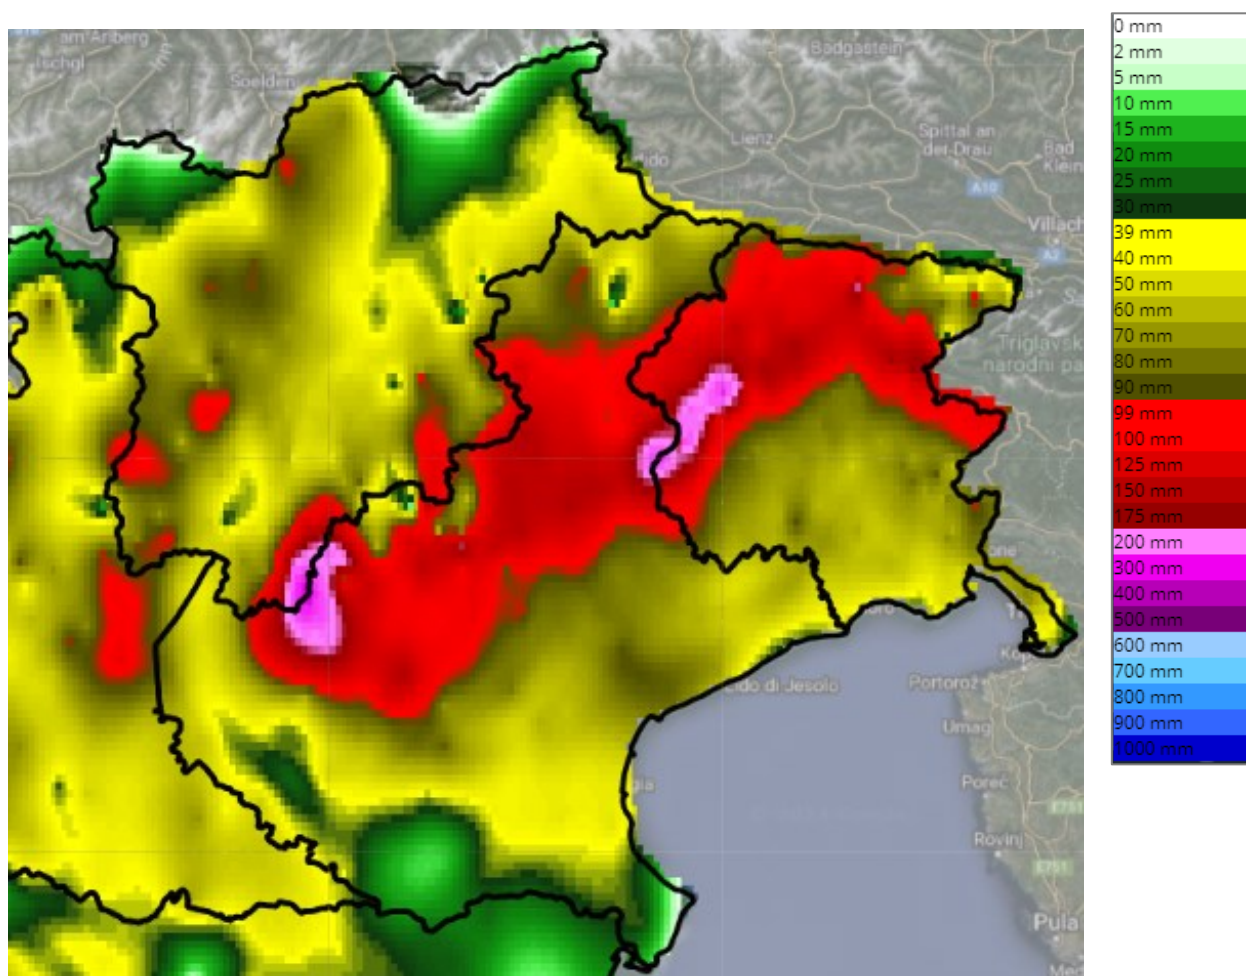 am Arlberg
Ischgl
Inn
Soelden
Badgastein
Lienz
Spittal an
der Drau
Bad
Klein
A10
Villach
A2
Triglavsk
narodni pa
Lido di Jesolo
Portorož
Umag
Poreč
E751
Rovinj
E751
Pula
0 mm
2 mm
5 mm
10 mm
15 mm
20 mm
25 mm
30 mm
39 mm
40 mm
50 mm
60 mm
70 mm
80 mm
90 mm
99 mm
100 mm
125 mm
150 mm
175 mm
200 mm
300 mm
400 mm
500 mm
600 mm
700 mm
800 mm
900 mm
1000 mm